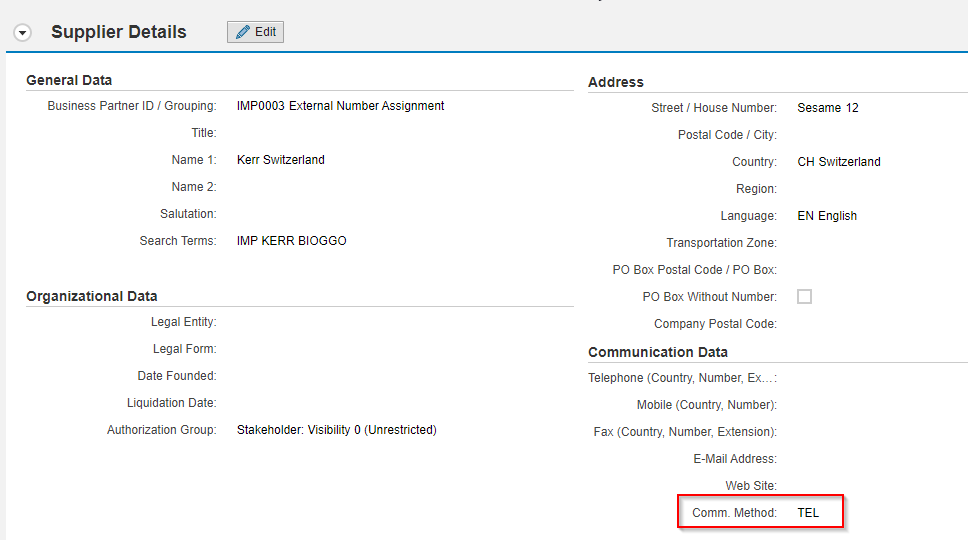 Supplier Details
Edit
General Data
Business Partner ID / Grouping: IMP0003 External Number Assignment
Title:
Name 1: Kerr Switzerland
Name 2:
Salutation:
Search Terms: IMP KERR BIOGGO
Organizational Data
Legal Entity:
Legal Form:
Date Founded:
Liquidation Date:
Authorization Group: Stakeholder: Visibility 0 (Unrestricted)
Address
Street / House Number: Sesame 12
Postal Code / City:
Country: CH Switzerland
Region:
Language: EN English
Transportation Zone:
PO Box Postal Code / PO Box:
PO Box Without Number:
Company Postal Code:
Communication Data
Telephone (Country, Number, Ex...:
Mobile (Country, Number):
Fax (Country, Number, Extension):
E-Mail Address:
Web Site:
Comm. Method: TEL